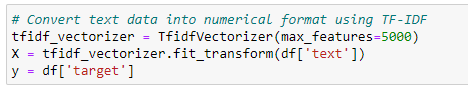 # Convert text data into numerical format using TF-IDF
tfidf_vectorizer = TfidfVectorizer(max_features=5000)
X = tfidf_vectorizer.fit_transform(df['text'])
y = df['target']